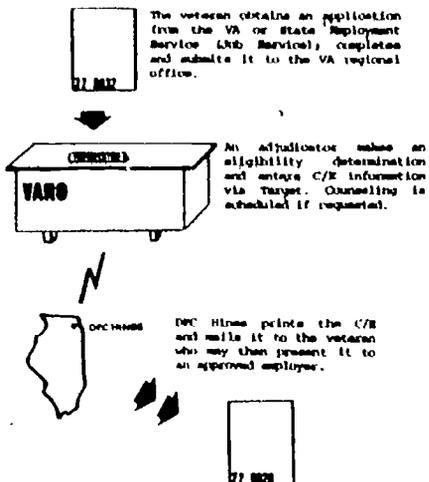 The veteran obtains an application
from the VA or State Employment
Service (Job Service); completes
and submits it to the VA regional
office.
An adjudicator makes an
eligibility determination
and enters C/E information
via Target. Counseling is
scheduled if requested.
VARO
DPC HINES
DPC Hines prints the C/E
and mails it to the veteran
who may then present it to
an approved employer.